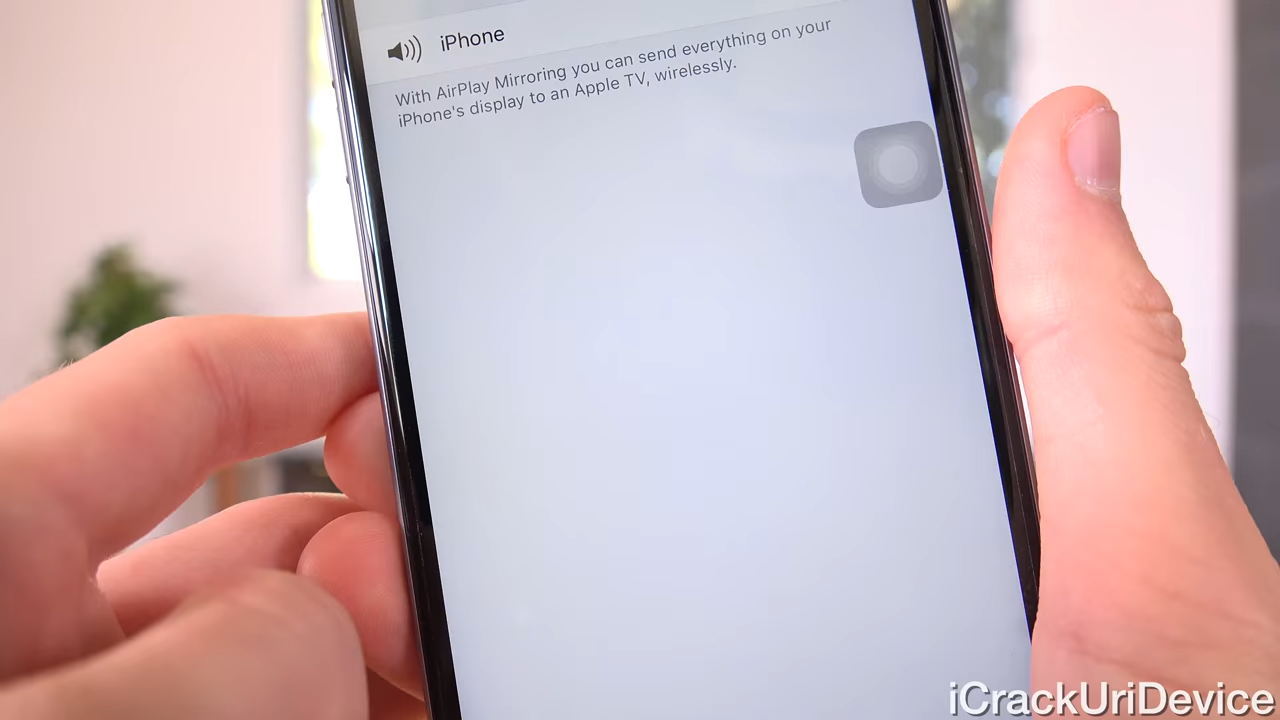 iPhone
With AirPlay Mirroring you can send everything on your
iPhone's display to an Apple TV, wirelessly.
iCrackUriDevice